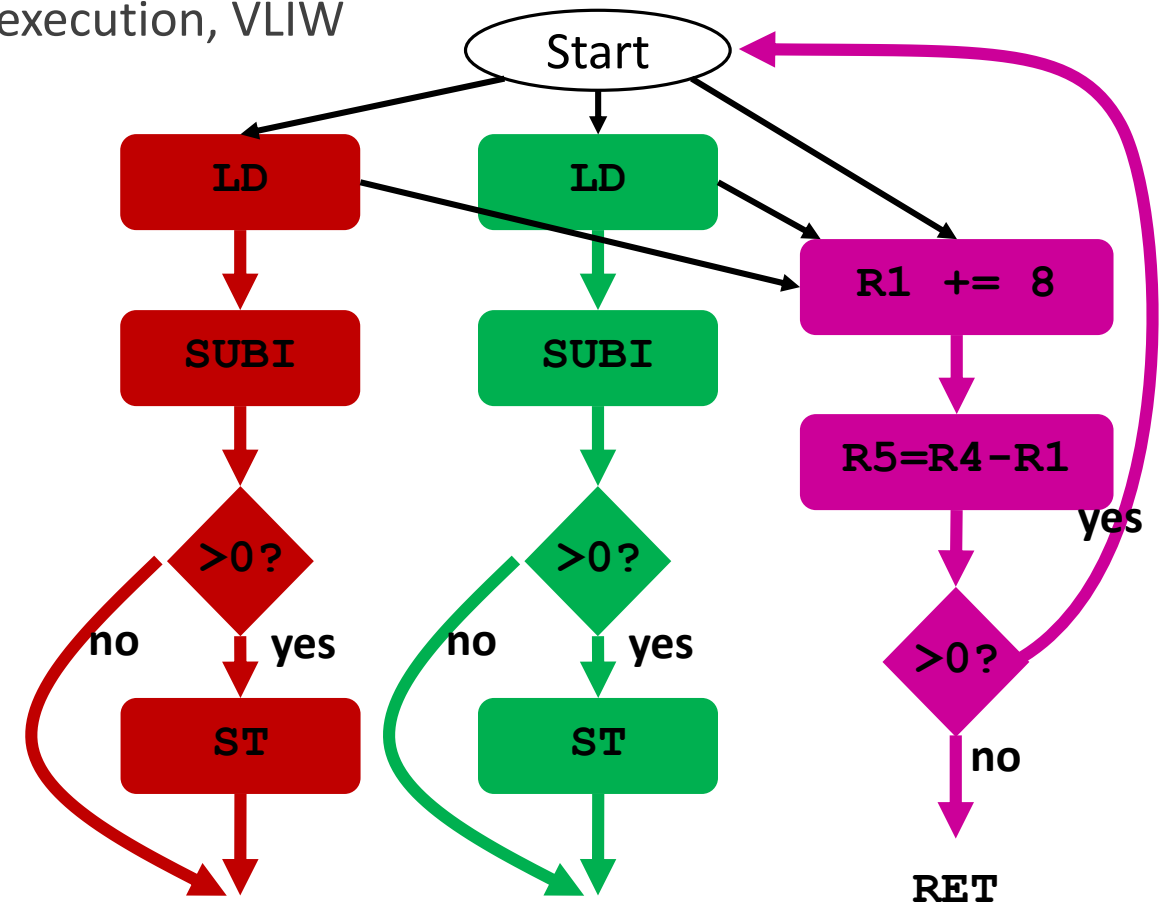 execution, VLIW
Start
LD
LD
R1 += 8
SUBI
SUBI
R5=R4-R1
yes
>0?
>0?
no
yes
no
yes
>0?
ST
ST
no
RET